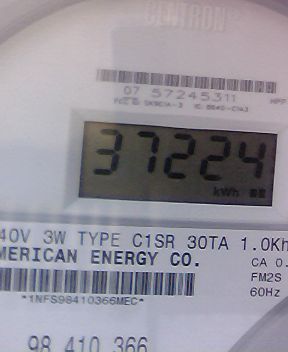 CENTRON
07 57245311
37224
kWh
40V 3W TYPE C1SR 30TA 1.0Kh
MERICAN ENERGY CO.
CA 0.
FM2S
*1NFS98410366MEC*
60Hz
98 410 366